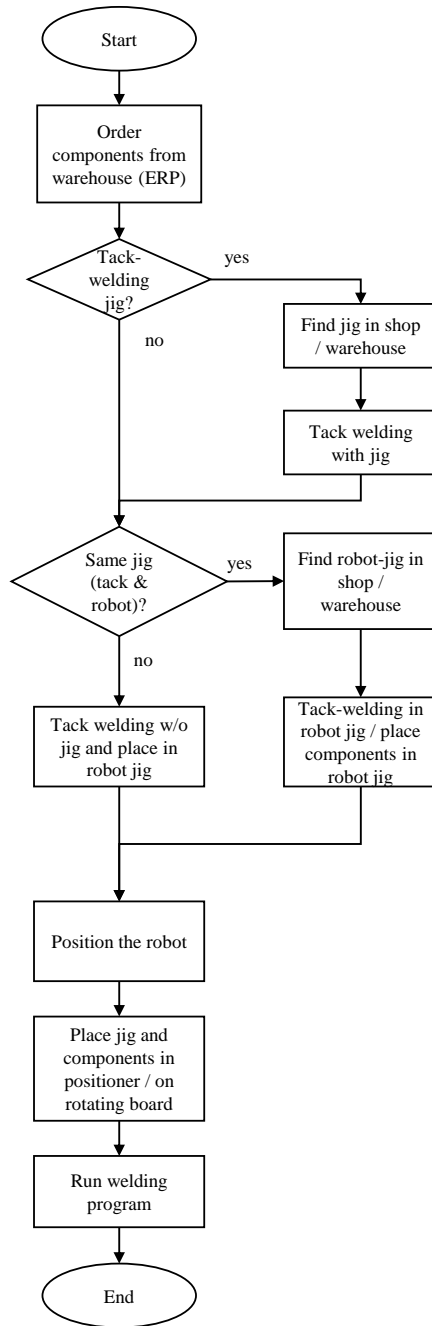 Start
Order
components from
warehouse (ERP)
Tack-
welding
jig?
yes
no
Find jig in shop
/ warehouse
Tack welding
with jig
Same jig
(tack &
robot)?
yes
no
Find robot-jig in
shop /
warehouse
Tack welding w/o
jig and place in
robot jig
Tack-welding in
robot jig / place
components in
robot jig
Position the robot
Place jig and
components in
positioner / on
rotating board
Run welding
program
End